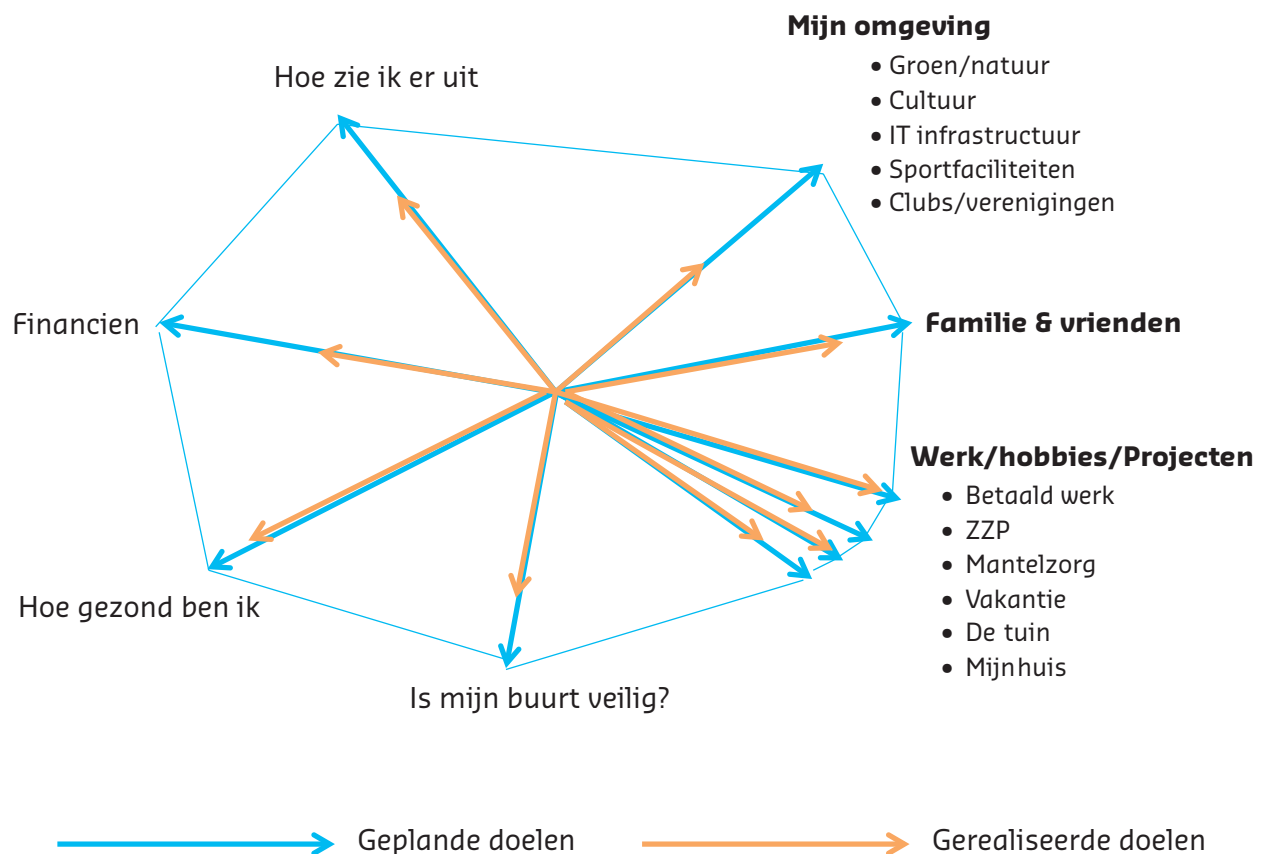 Mijn omgeving
• Groen/natuur
• Cultuur
• IT infrastructuur
• Sportfaciliteiten
• Clubs/verenigingen
Hoe zie ik er uit
Financien
Familie & vrienden
Werk/hobbies/Projecten
• Betaald werk
• ZZP
• Mantelzorg
• Vakantie
• De tuin
• Mijnhuis
Hoe gezond ben ik
Is mijn buurt veilig?
Geplande doelen
Gerealiseerde doelen